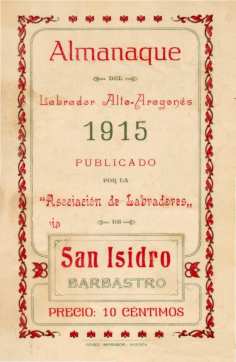 Almanaque
DEL
Labrador Alto-Aragonés
1915
PUBLICADO
POR LA
"Asociación de Labradores„
DE
San Isidro
BARBASTRO
PRECIO: 10 CÉNTIMOS